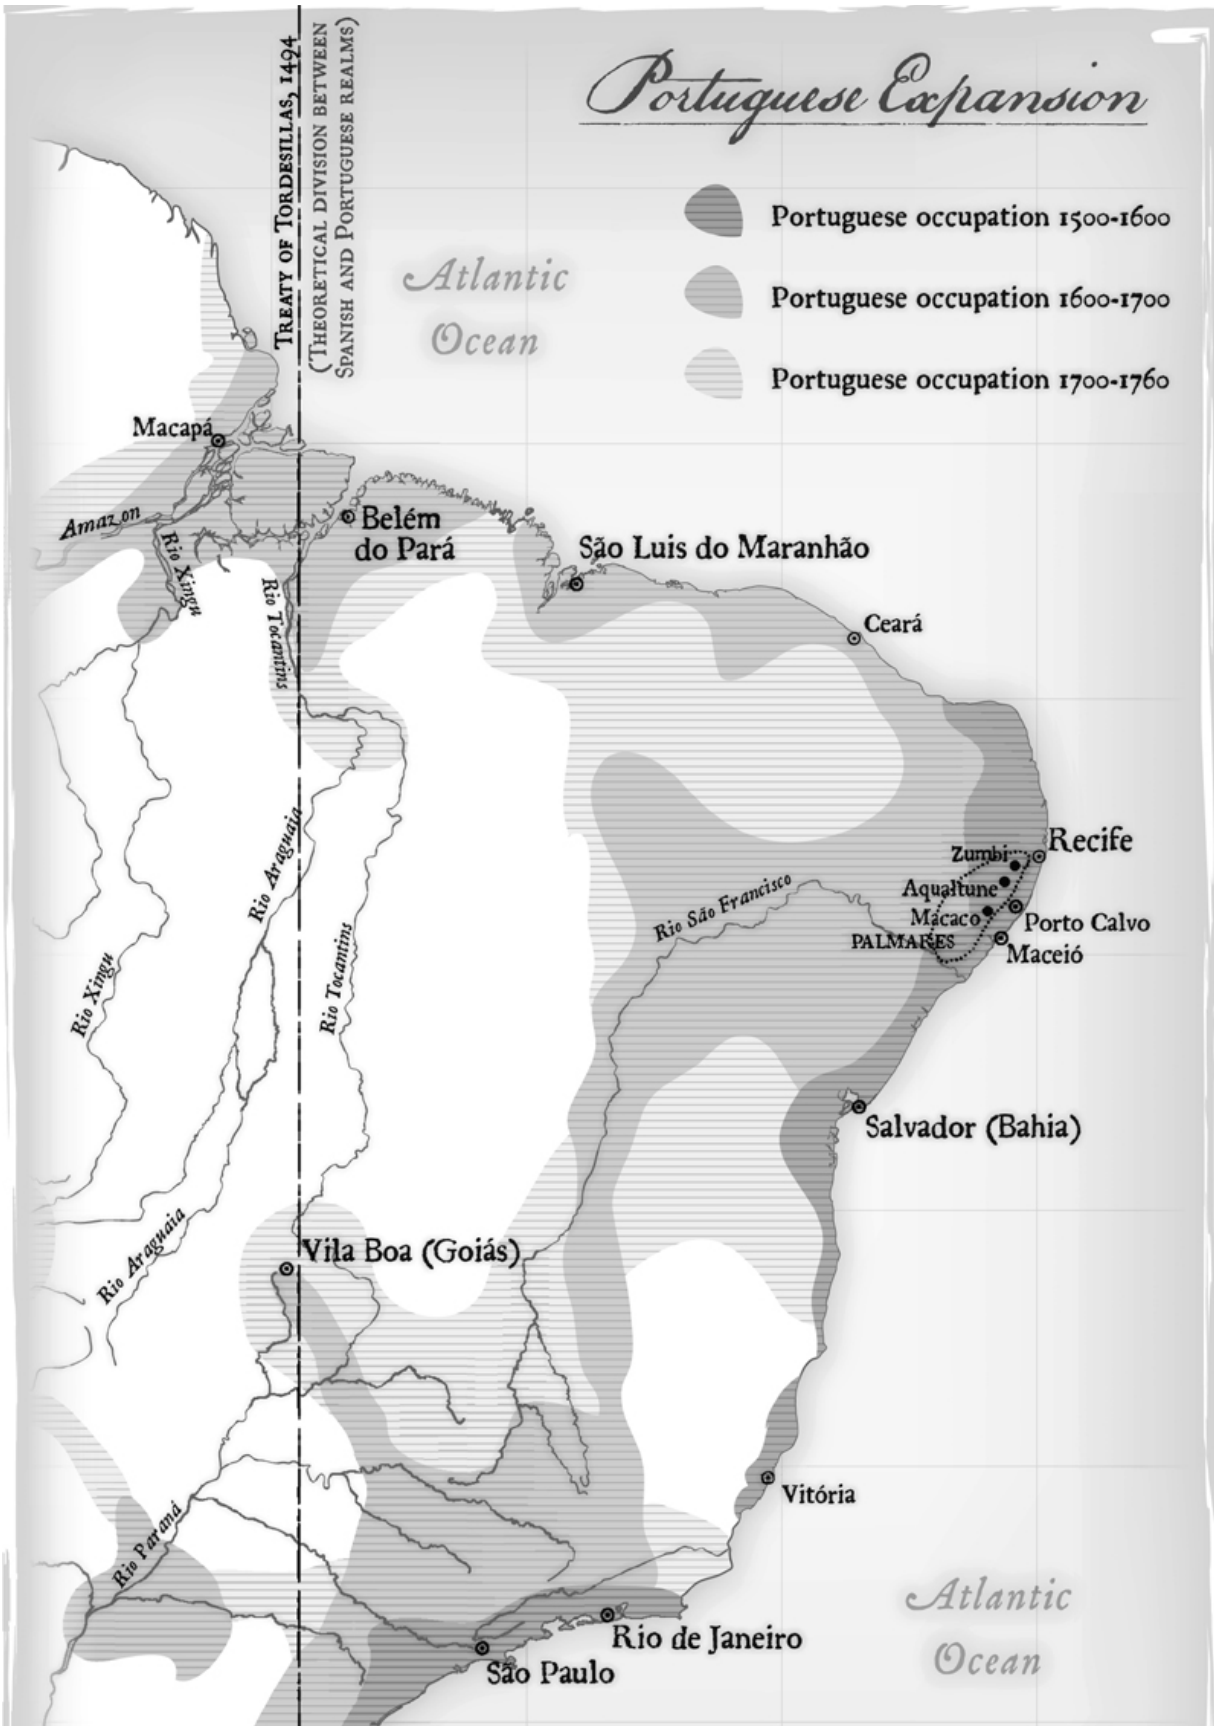 Portuguese Expansion
TREATY OF TORDESILLAS, 1494
(THEORETICAL DIVISION BETWEEN
SPANISH AND PORTUGUESE REALMS)
Portuguese occupation 1500-1600
Portuguese occupation 1600-1700
Portuguese occupation 1700-1760
Atlantic
Ocean
Macapá
Amazon
Rio Xingu
Belém
do Pará
Rio Tocantins
São Luis do Maranhão
Ceará
Rio Araguaia
Recife
Zumbi
Aqualtune
Macaco
Porto Calvo
PALMARES
Maceió
Rio São Francisco
Rio Tocantins
Rio Xingu
Salvador (Bahia)
Rio Araguaia
Vila Boa (Goiás)
Vitória
Rio Paraná
Rio de Janeiro
São Paulo
Atlantic
Ocean